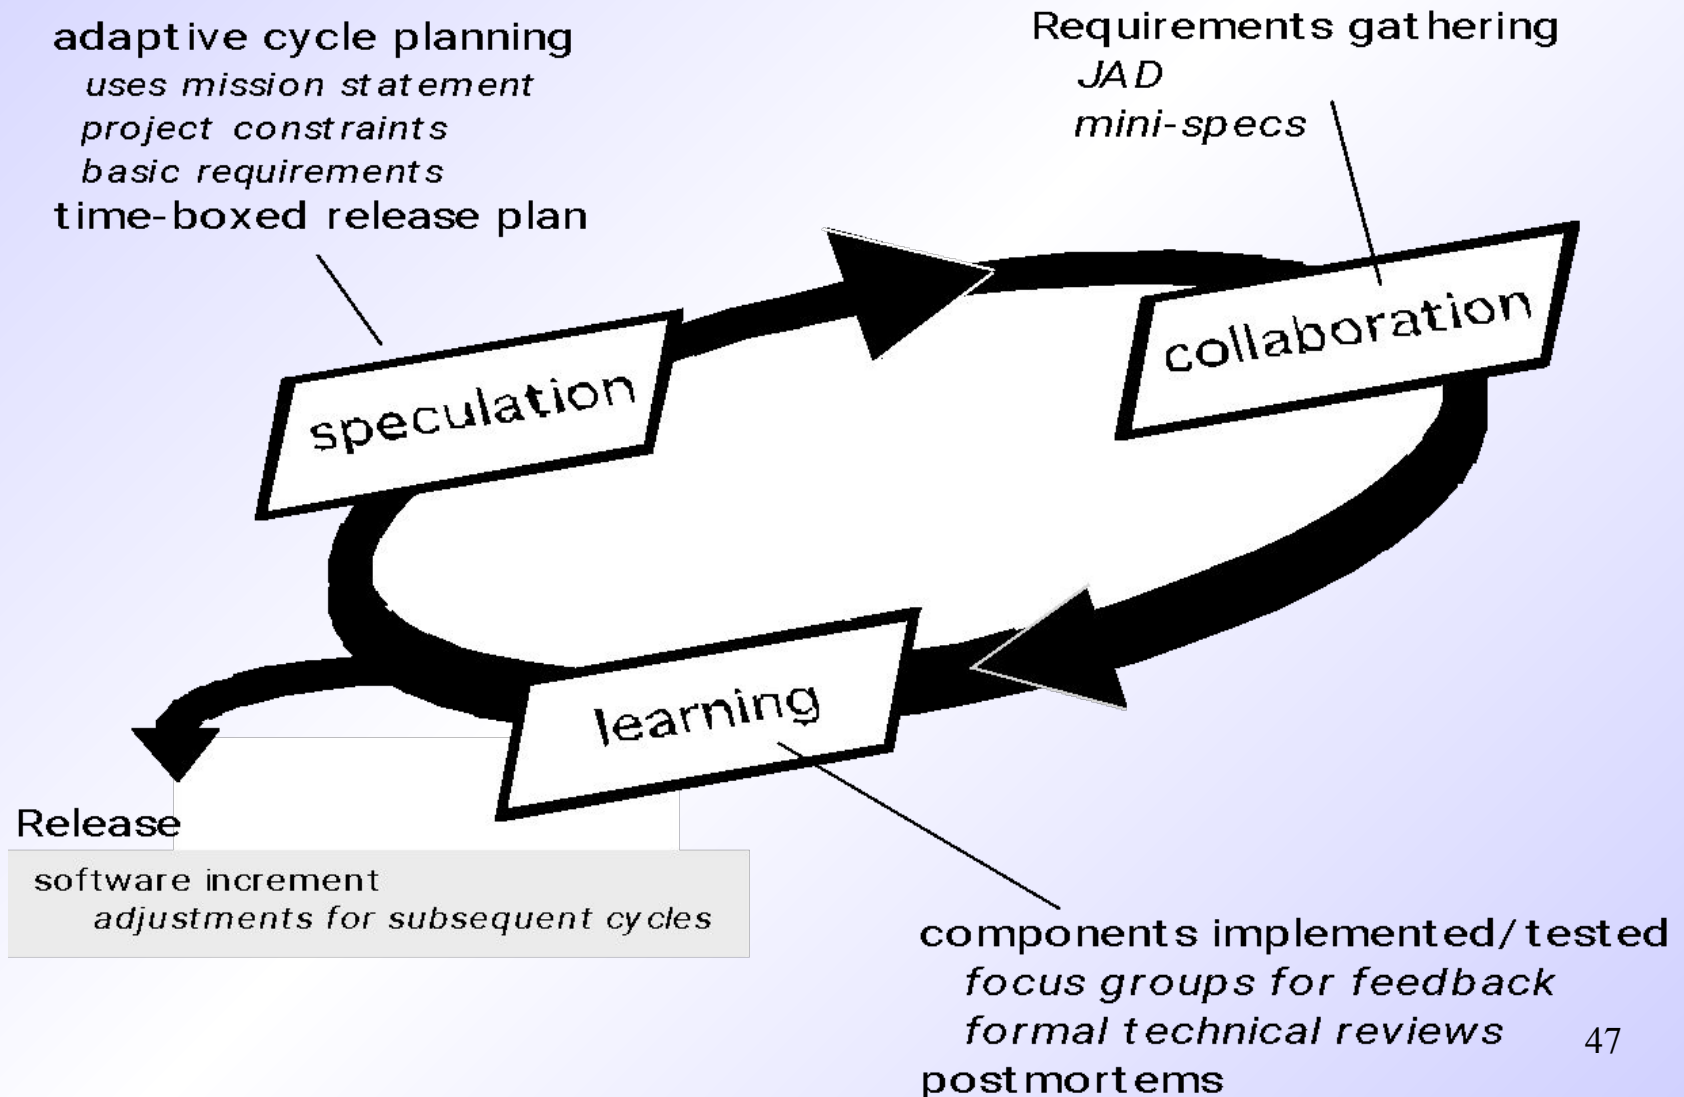 adaptive cycle planning
uses mission statement
project constraints
basic requirements
time-boxed release plan
Requirements gathering
JAD
mini-specs
speculation
collaboration
learning
Release
software increment
adjustments for subsequent cycles
components implemented/tested
focus groups for feedback
formal technical reviews
postmortems
47